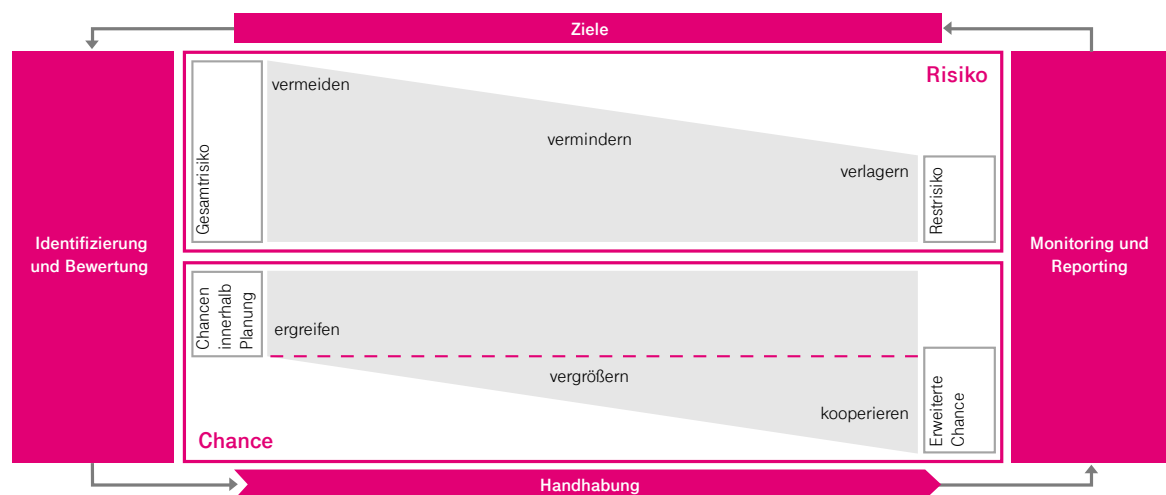 Ziele
Identifizierung
und Bewertung
Risiko
Gesamtrisiko
vermeiden
vermindern
verlagern
Restrisiko
Chancen
innerhalb
Planung
ergreifen
vergrößern
kooperieren
Erweiterte
Chance
Chance
Monitoring und
Reporting
Handhabung